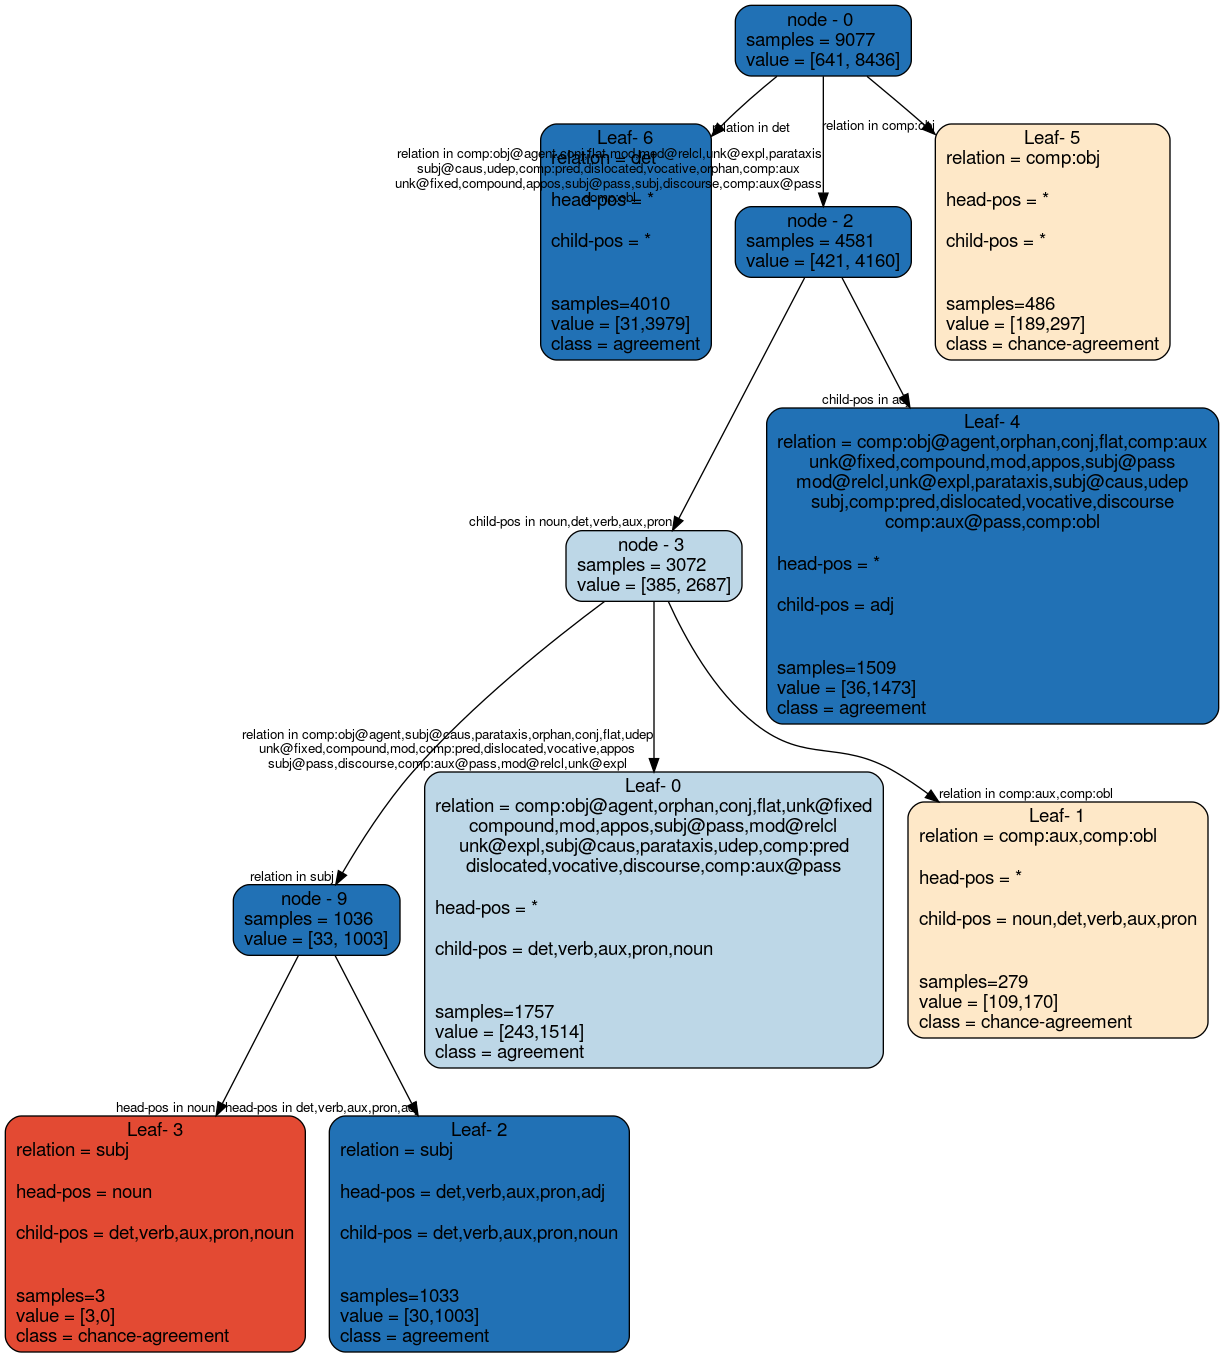 node - 0
samples = 9077
value = [641, 8436]
relation in det
relation in comp:obj
relation in comp:obj@agent,conj,flat,mod,mod@relcl,unk@expl,parataxis
subj@caus,udep,comp:pred,dislocated,vocative,orphan,comp:aux
unk@fixed,compound,appos,subj@pass,subj,discourse,comp:aux@pass
comp:obl
Leaf- 6
relation = det
head-pos = *
child-pos = *
samples=4010
value = [31,3979]
class = agreement
node - 2
samples = 4581
value = [421, 4160]
Leaf- 5
relation = comp:obj
head-pos = *
child-pos = *
samples=486
value = [189,297]
class = chance-agreement
child-pos in adj
child-pos in noun,det,verb,aux,pron
Leaf- 4
relation = comp:obj@agent,orphan,conj,flat,comp:aux
unk@fixed,compound,mod,appos,subj@pass
mod@relcl,unk@expl,parataxis,subj@caus,udep
subj,comp:pred,dislocated,vocative,discourse
comp:aux@pass,comp:obl
head-pos = *
child-pos = adj
samples=1509
value = [36,1473]
class = agreement
node - 3
samples = 3072
value = [385, 2687]
relation in comp:obj@agent,subj@caus,parataxis,orphan,conj,flat,udep
unk@fixed,compound,mod,comp:pred,dislocated,vocative,appos
subj@pass,discourse,comp:aux@pass,mod@relcl,unk@expl
relation in comp:aux,comp:obl
relation in subj
Leaf- 0
relation = comp:obj@agent,orphan,conj,flat,unk@fixed
compound,mod,appos,subj@pass,mod@relcl
unk@expl,subj@caus,parataxis,udep,comp:pred
dislocated,vocative,discourse,comp:aux@pass
head-pos = *
child-pos = det,verb,aux,pron,noun
samples=1757
value = [243,1514]
class = agreement
Leaf- 1
relation = comp:aux,comp:obl
head-pos = *
child-pos = noun,det,verb,aux,pron
samples=279
value = [109,170]
class = chance-agreement
node - 9
samples = 1036
value = [33, 1003]
head-pos in noun
head-pos in det,verb,aux,pron,adj
Leaf- 3
relation = subj
head-pos = noun
child-pos = det,verb,aux,pron,noun
samples=3
value = [3,0]
class = chance-agreement
Leaf- 2
relation = subj
head-pos = det,verb,aux,pron,adj
child-pos = det,verb,aux,pron,noun
samples=1033
value = [30,1003]
class = agreement